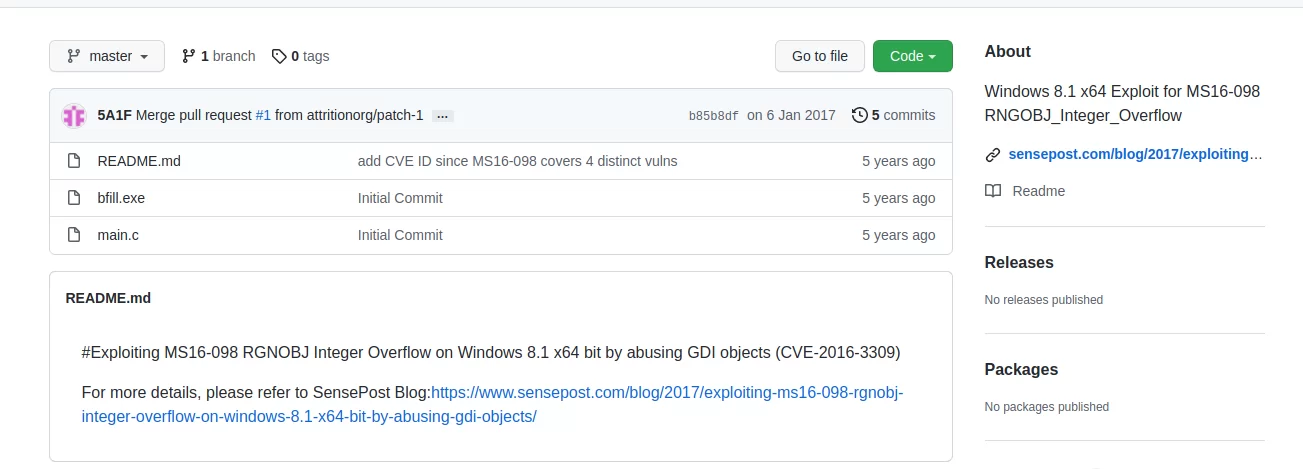 master 1 branch 0 tags Go to file Code
5A1F Merge pull request #1 from attritionorg/patch-1 ... b85b8df on 6 Jan 2017 5 commits
README.md add CVE ID since MS16-098 covers 4 distinct vulns 5 years ago
bfill.exe Initial Commit 5 years ago
main.c Initial Commit 5 years ago
README.md
#Exploiting MS16-098 RGNOBJ Integer Overflow on Windows 8.1 x64 bit by abusing GDI objects (CVE-2016-3309)
For more details, please refer to SensePost Blog:https://www.sensepost.com/blog/2017/exploiting-ms16-098-rgnobj-
integer-overflow-on-windows-8.1-x64-bit-by-abusing-gdi-objects/
About
Windows 8.1 x64 Exploit for MS16-098
RNGOBJ_Integer_Overflow
sensepost.com/blog/2017/exploiting...
Readme
Releases
No releases published
Packages
No packages published